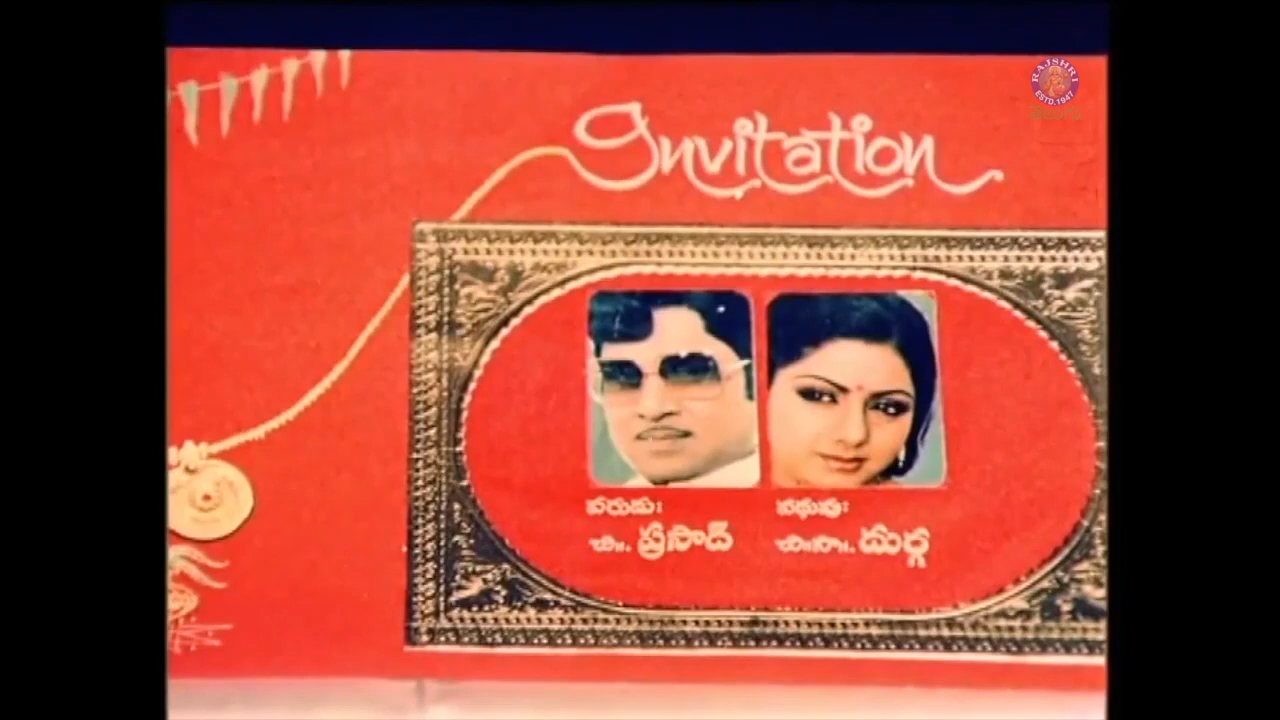 RAJSHRI
ESTD.1947
Invitation
వరుడు: వధువు:
చి॥. ప్రసాద్ చి॥సౌ॥. దుర్గ